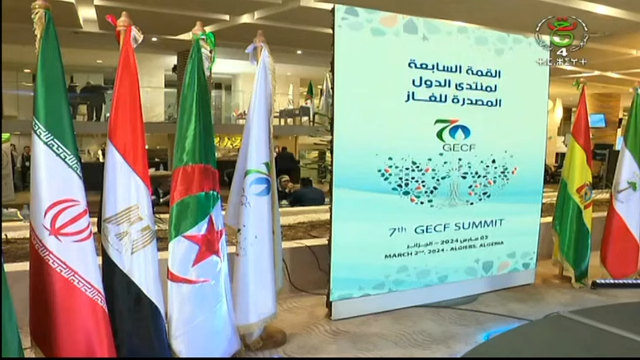 القمة السابعة
لمنتدى الدول
المصدرة للغاز
GECF
7th GECF SUMMIT
02 مارس 2024 - الجزائر
MARCH 2ND, 2024 - ALGIERS, ALGERIA
4